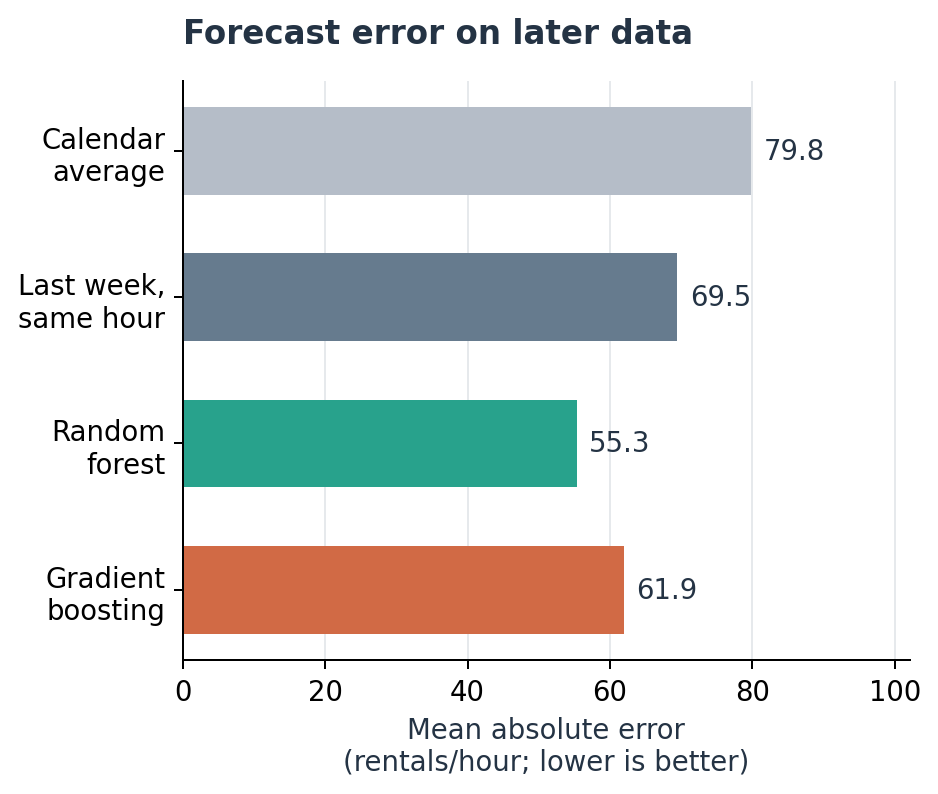 Forecast error on later data
Calendar
average
79.8
Last week,
same hour
69.5
Random
forest
55.3
Gradient
boosting
61.9
0 20 40 60 80 100
Mean absolute error
(rentals/hour; lower is better)